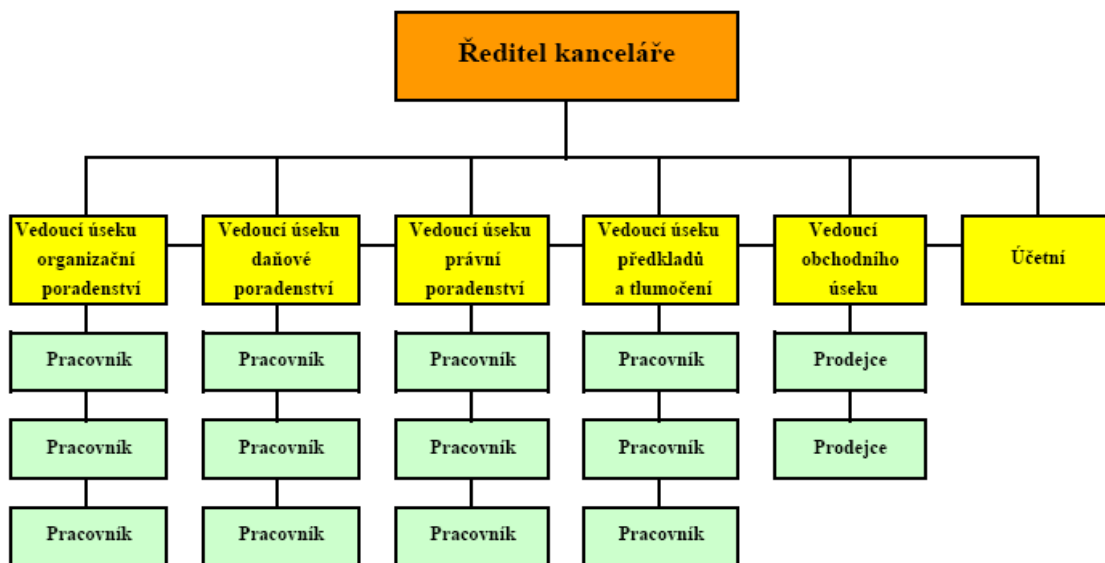 Ředitel kanceláře
Vedoucí úseku
organizační
poradenství
Vedoucí úseku
daňové
poradenství
Vedoucí úseku
právní
poradenství
Vedoucí úseku
předkladů
a tlumočení
Vedoucí
obchodního
úseku
Účetní
Pracovník
Pracovník
Pracovník
Pracovník
Prodejce
Pracovník
Pracovník
Pracovník
Pracovník
Prodejce
Pracovník
Pracovník
Pracovník
Pracovník